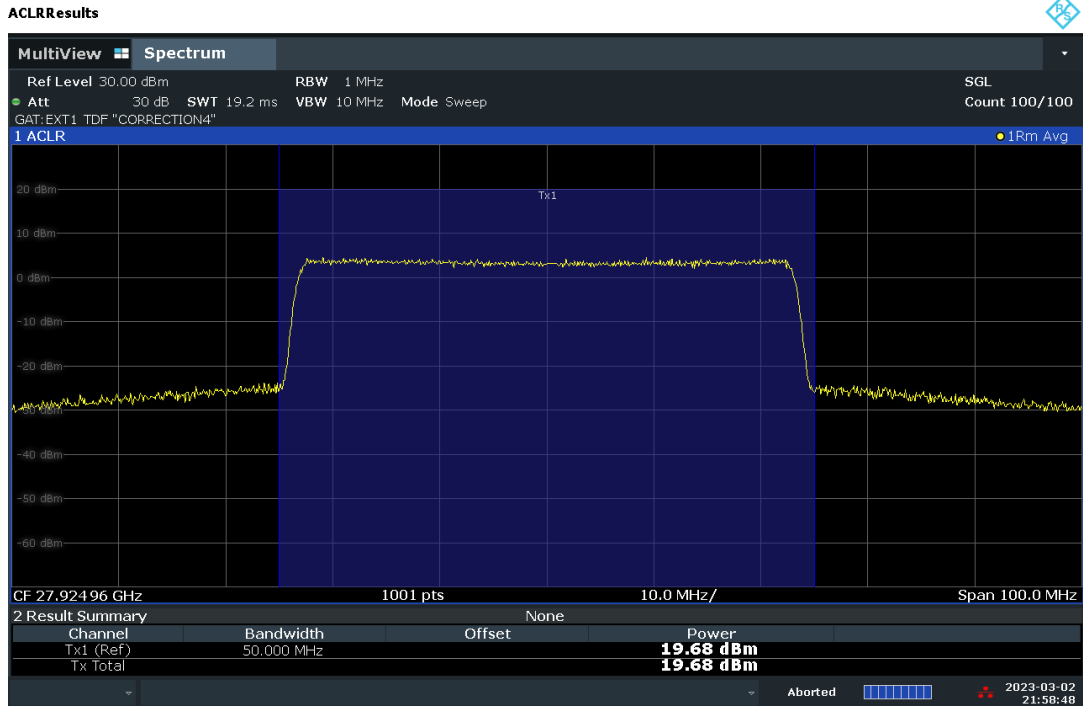 ACLRResults
R S
MultiView Spectrum
Ref Level 30.00 dBm RBW 1 MHz SGL
Att 30 dB SWT 19.2 ms VBW 10 MHz Mode Sweep Count 100/100
GAT:EXT1 TDF "CORRECTION4"
1 ACLR 1Rm Avg
20 dBm
Tx1
10 dBm
0 dBm
-10 dBm
-20 dBm
-30 dBm
-40 dBm
-50 dBm
-60 dBm
CF 27.92496 GHz 1001 pts 10.0 MHz/ Span 100.0 MHz
2 Result Summary None
Channel Bandwidth Offset Power
Tx1 (Ref) 50.000 MHz 19.68 dBm
Tx Total 19.68 dBm
Aborted 2023-03-02
21:58:48